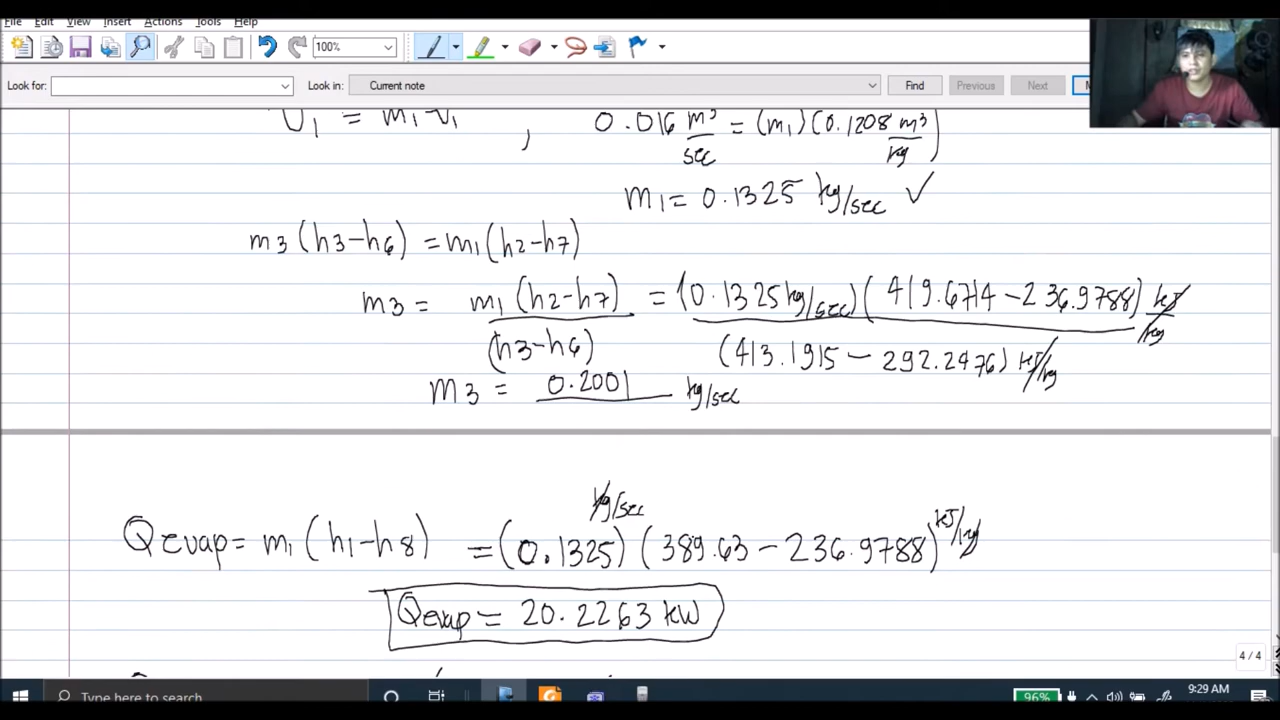 File Edit View Insert Actions Tools Help
100%
Look for: Look in: Current note Find Previous Next
U1 = m1 v1 , 0.016 m³/sec = (m1)(0.1208 m³/kg)
m1 = 0.1325 kg/sec ✓
m3 (h3-h6) = m1 (h2-h7)
m3 = m1 (h2-h7) / (h3-h6) = (0.1325 kg/sec)(419.6714 - 236.9788) kJ/kg / (413.1915 - 292.2476) kJ/kg
m3 = 0.2001 kg/sec
Qevap = m1 (h1-h8) = (0.1325) kg/sec (389.63 - 236.9788) kJ/kg
Qevap = 20.2263 kW
4 / 4
Type here to search
96%
9:29 AM